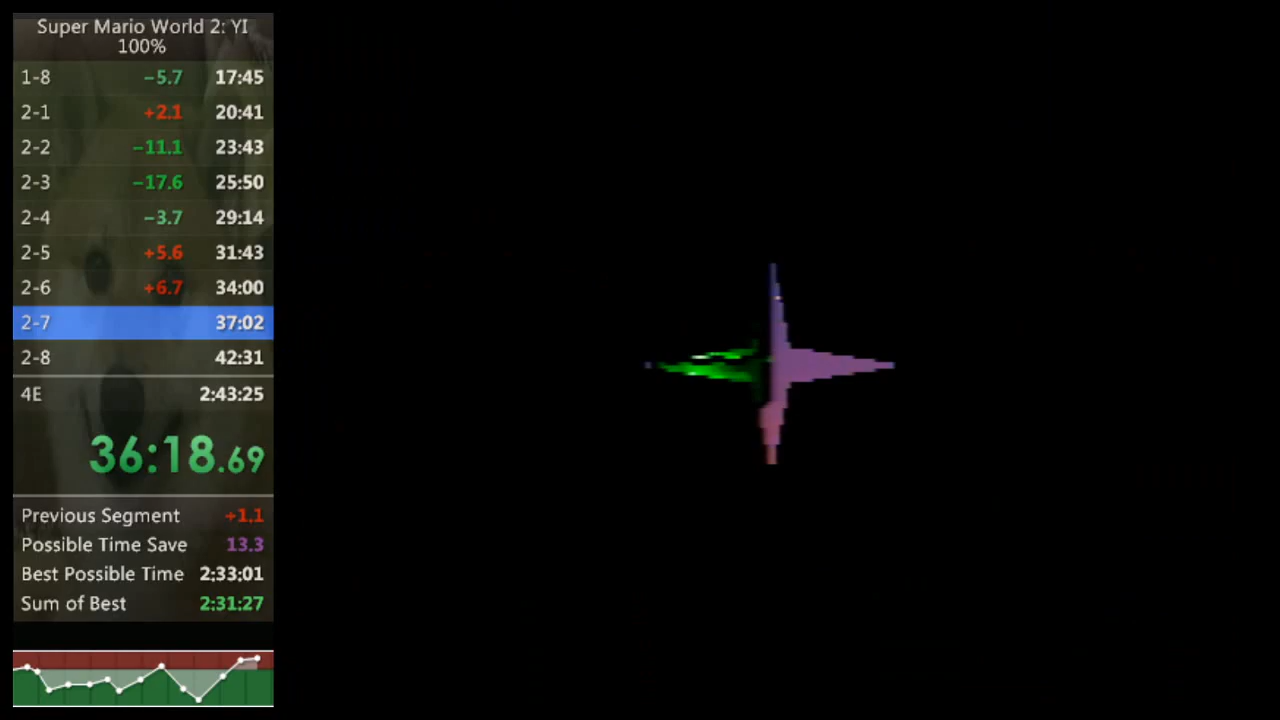 Super Mario World 2: YI
100%
1-8 −5.7 17:45
2-1 +2.1 20:41
2-2 −11.1 23:43
2-3 −17.6 25:50
2-4 −3.7 29:14
2-5 +5.6 31:43
2-6 +6.7 34:00
2-7 37:02
2-8 42:31
4E 2:43:25
36:18.69
Previous Segment +1.1
Possible Time Save 13.3
Best Possible Time 2:33:01
Sum of Best 2:31:27